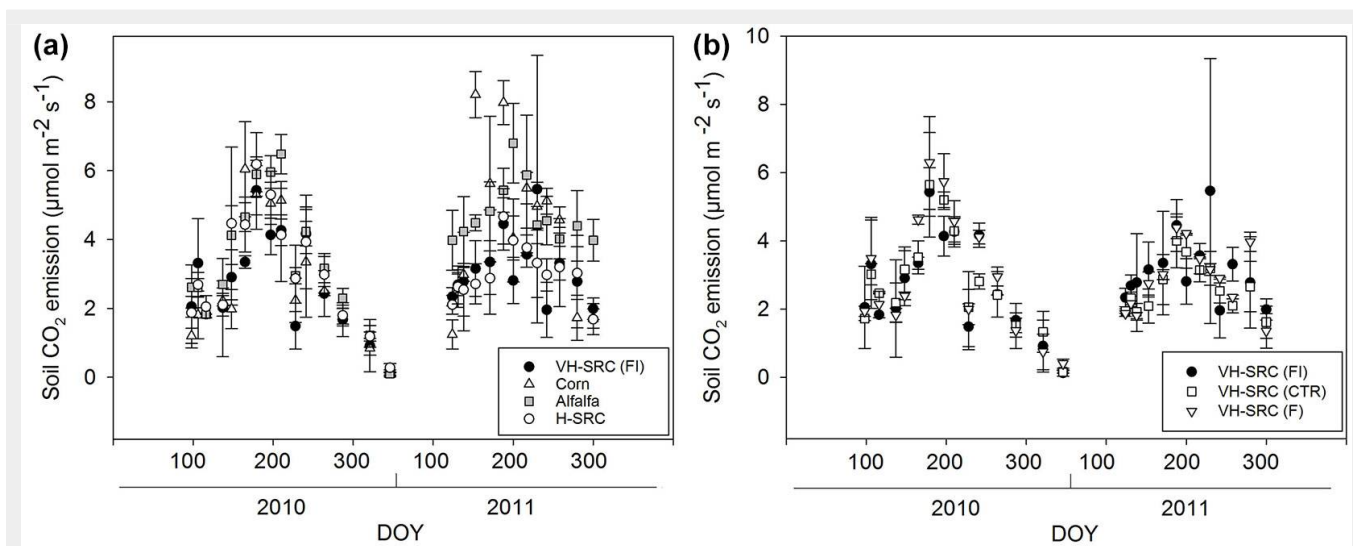 (a)
Soil CO2 emission (µmol m-2 s-1)
8
6
4
2
0
VH-SRC (FI)
Corn
Alfalfa
H-SRC
100 200 300 100 200 300
2010 2011
DOY
(b)
Soil CO2 emission (µmol m-2 s-1)
10
8
6
4
2
0
VH-SRC (FI)
VH-SRC (CTR)
VH-SRC (F)
100 200 300 100 200 300
2010 2011
DOY